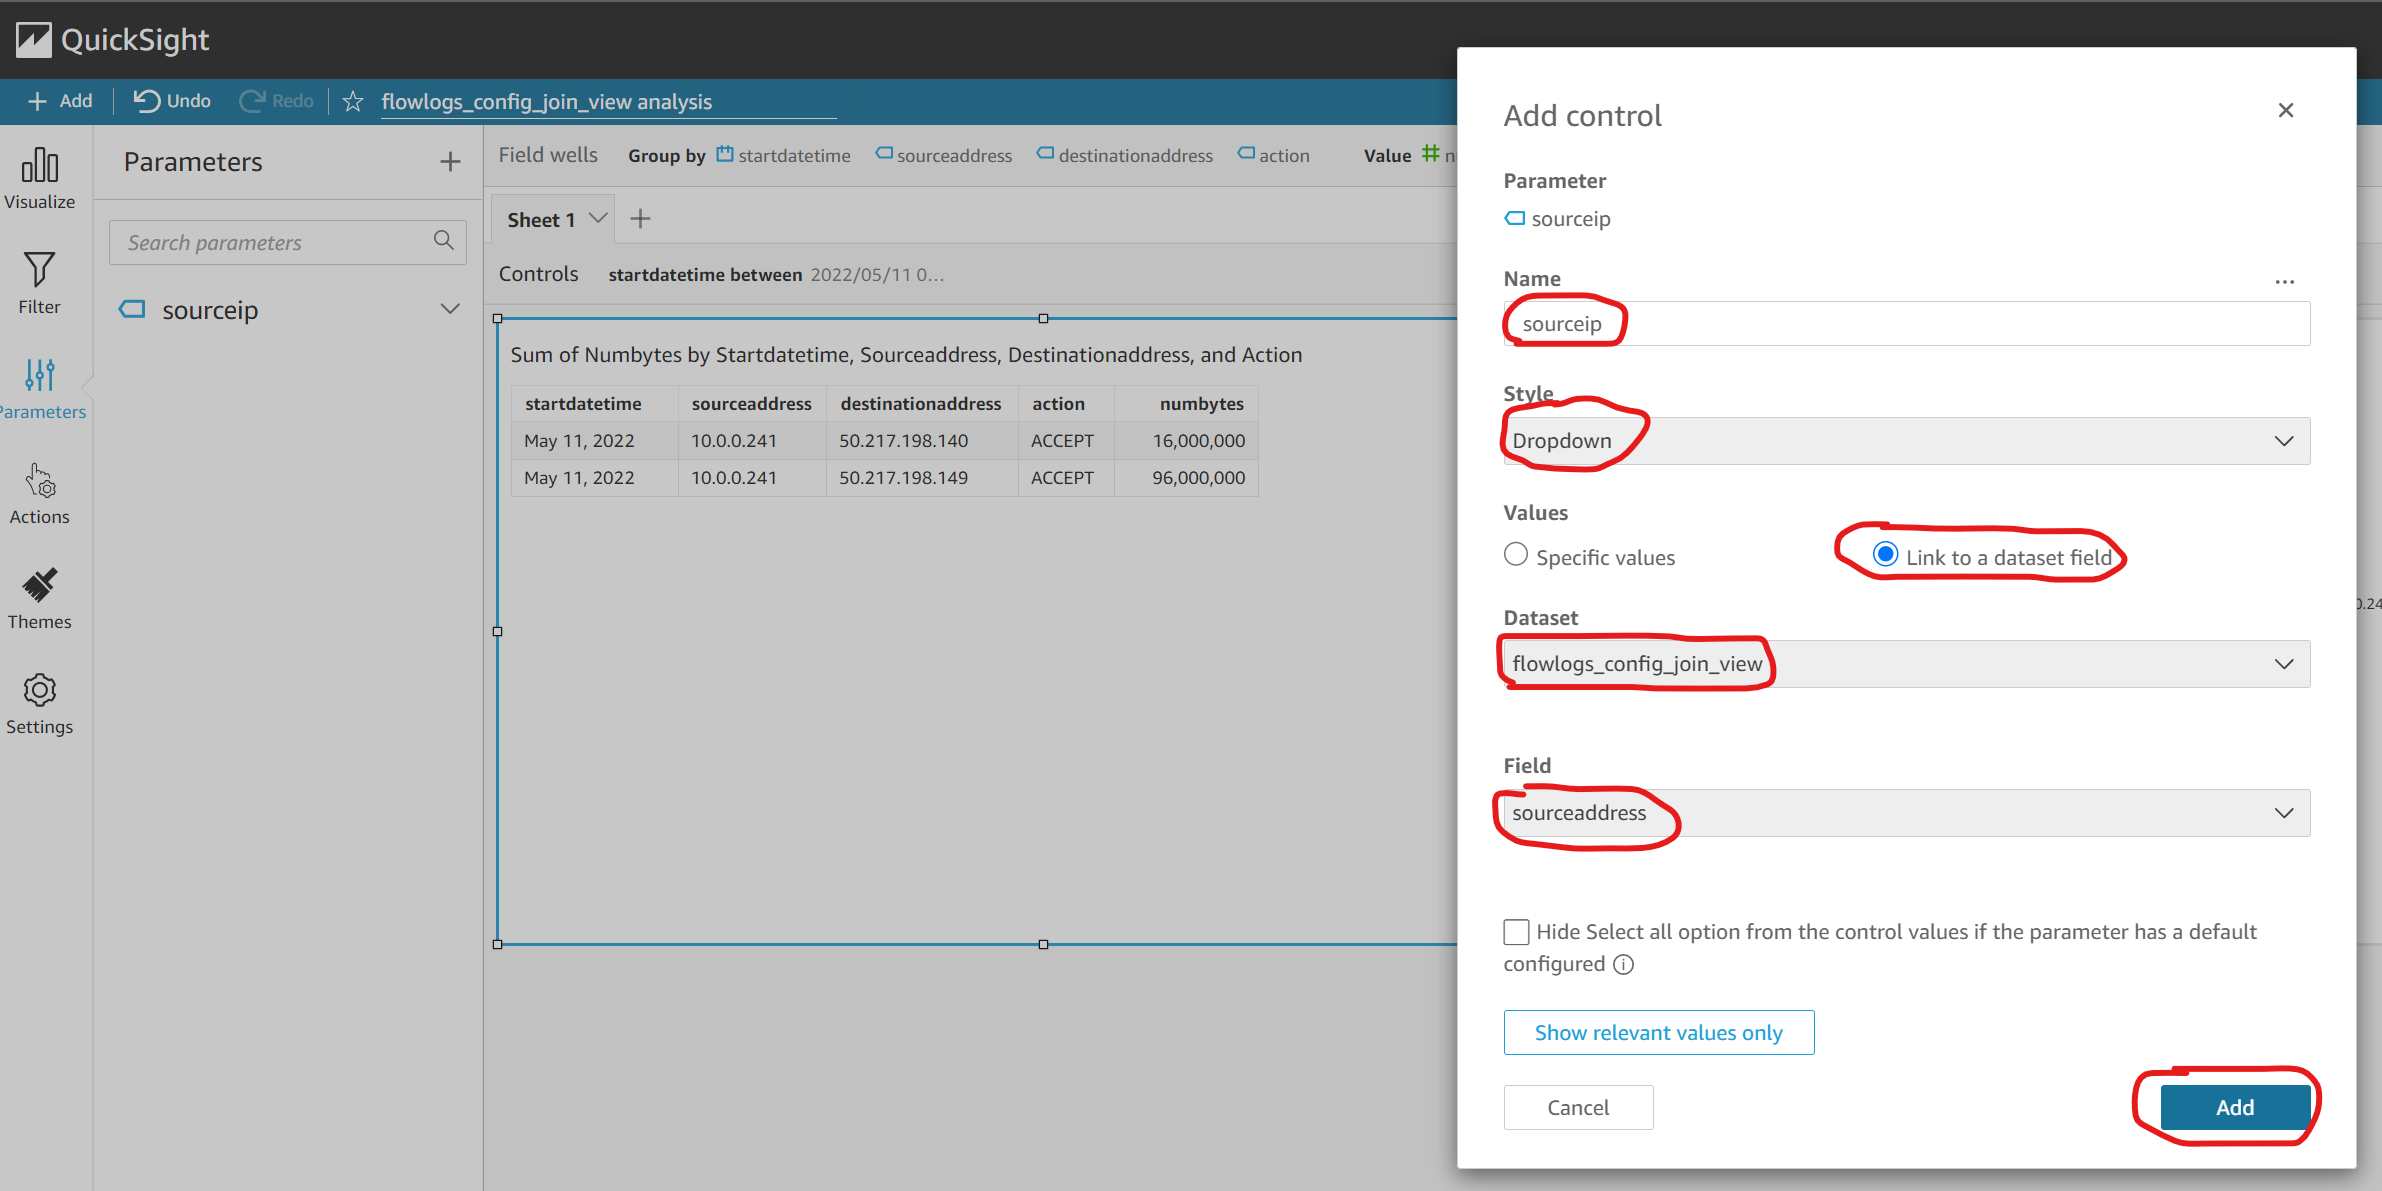 QuickSight
Add
Undo
Redo
flowlogs_config_join_view analysis
Visualize
Filter
Parameters
Actions
Themes
Settings
Parameters
Search parameters
sourceip
Field wells
Group by
startdatetime
sourceaddress
destinationaddress
action
Value
Sheet 1
Controls
startdatetime between 2022/05/11 0...
Sum of Numbytes by Startdatetime, Sourceaddress, Destinationaddress, and Action
startdatetime sourceaddress destinationaddress action numbytes
May 11, 2022 10.0.0.241 50.217.198.140 ACCEPT 16,000,000
May 11, 2022 10.0.0.241 50.217.198.149 ACCEPT 96,000,000
Add control
Parameter
sourceip
Name
sourceip
Style
Dropdown
Values
Specific values
Link to a dataset field
Dataset
flowlogs_config_join_view
Field
sourceaddress
Hide Select all option from the control values if the parameter has a default
configured
Show relevant values only
Cancel
Add